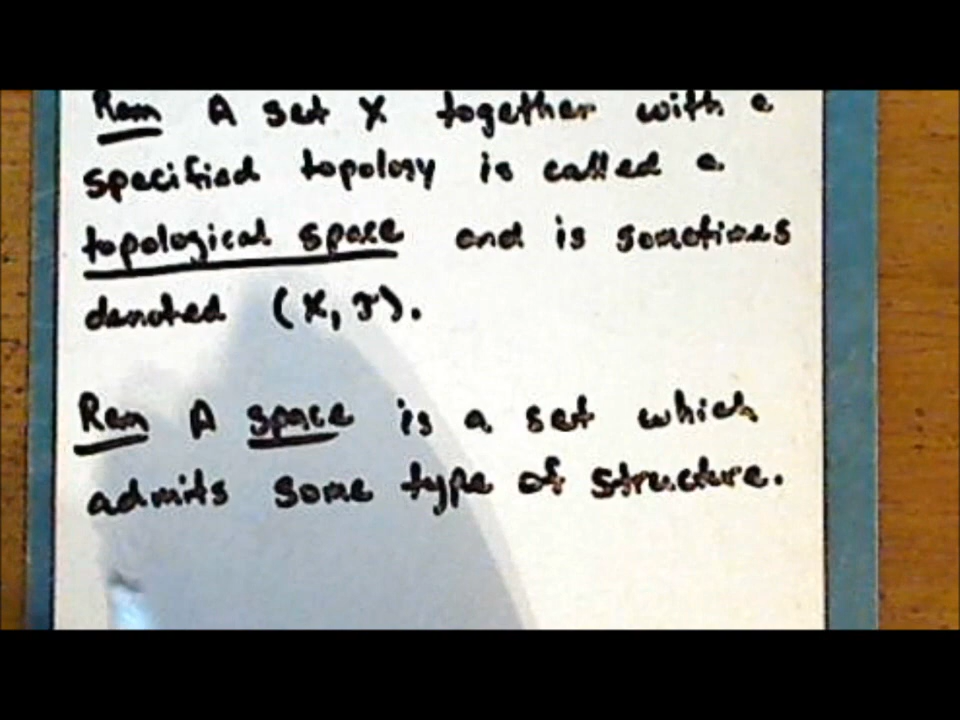 Rem A set X together with a
specified topology is called a
topological space and is sometimes
denoted (X, 𝒯).
Rem A space is a set which
admits some type of structure.